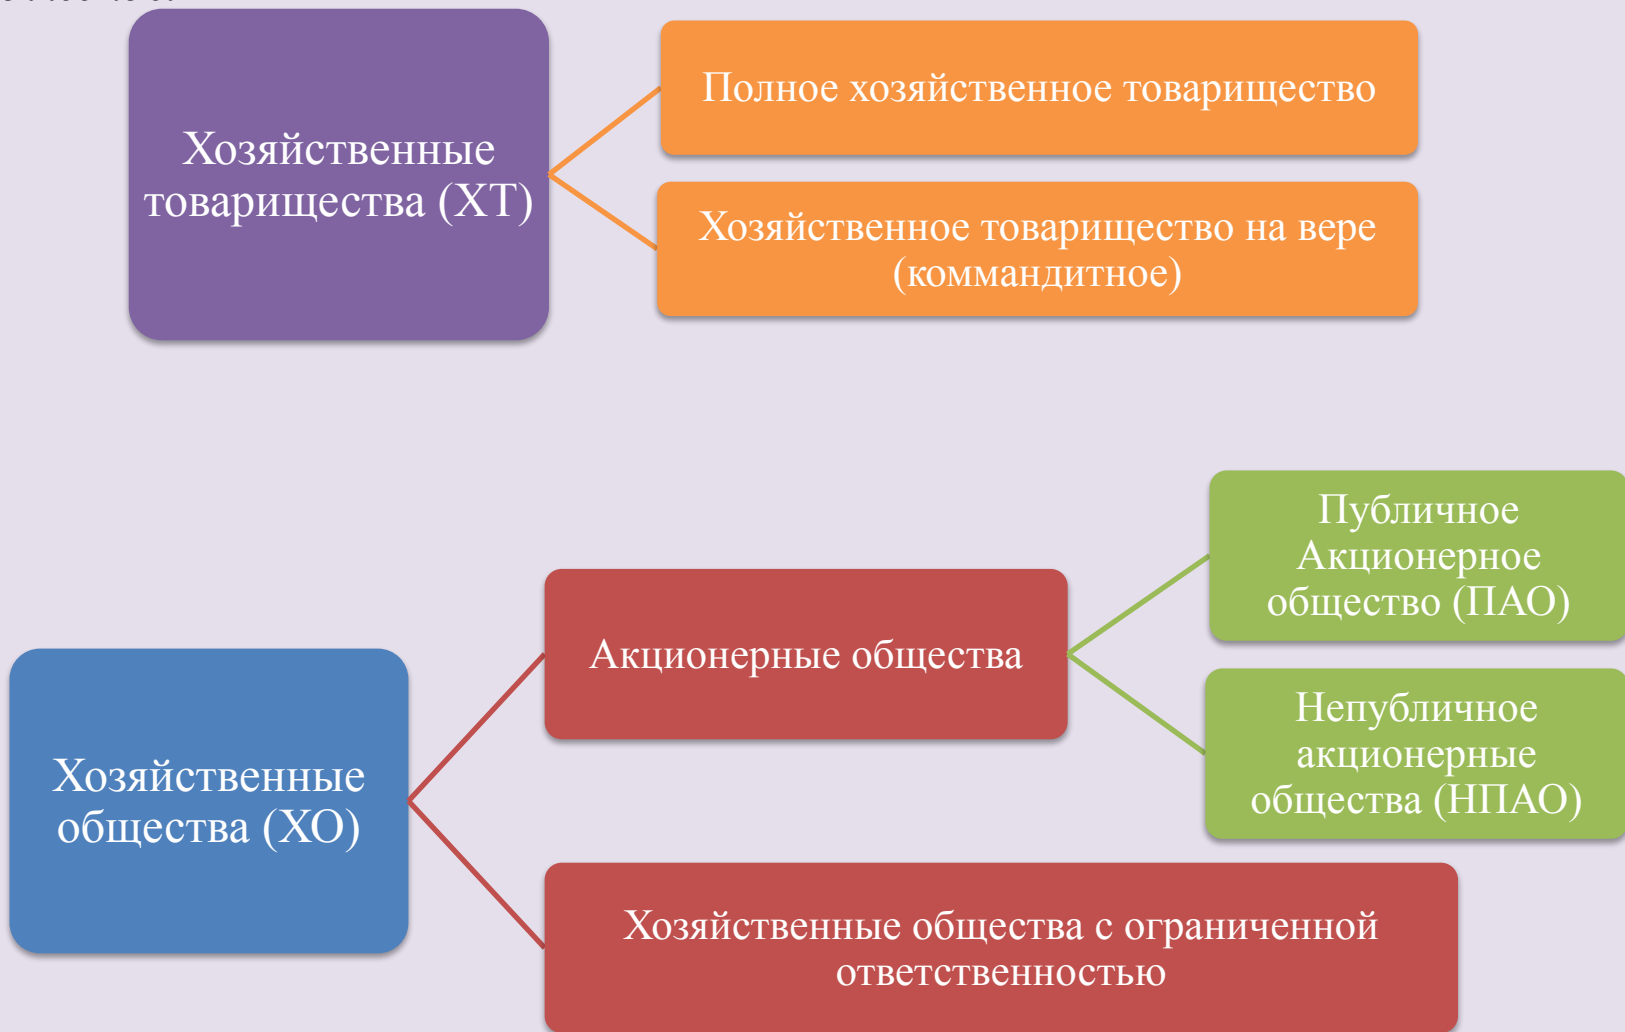 Хозяйственные
товарищества (ХТ)
Полное хозяйственное товарищество
Хозяйственное товарищество на вере
(коммандитное)
Хозяйственные
общества (ХО)
Акционерные общества
Публичное
Акционерное
общество (ПАО)
Непубличное
акционерные
общества (НПАО)
Хозяйственные общества с ограниченной
ответственностью